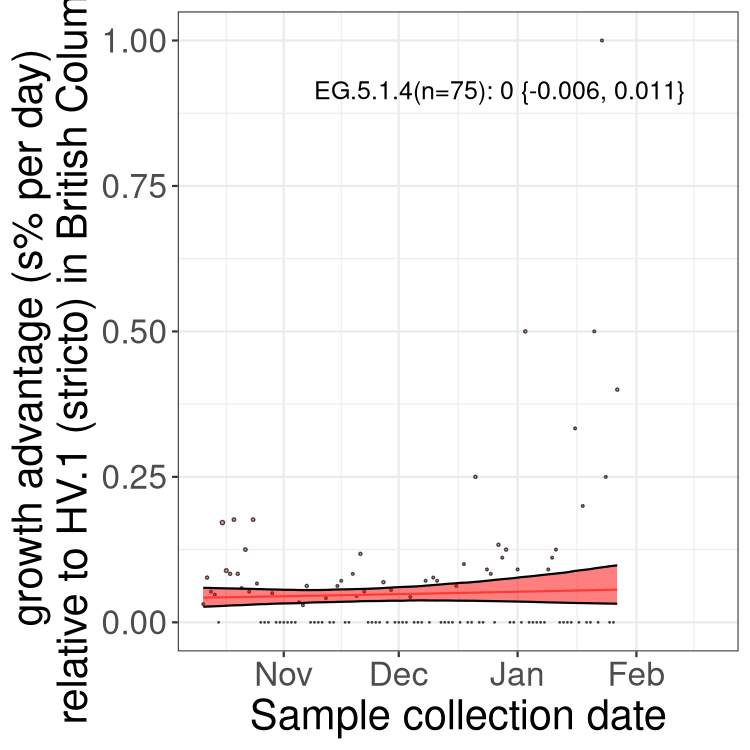 growth advantage (s% per day)
relative to HV.1 (stricto) in British Colum
1.00
0.75
0.50
0.25
0.00
EG.5.1.4(n=75): 0 {-0.006, 0.011}
Nov Dec Jan Feb
Sample collection date